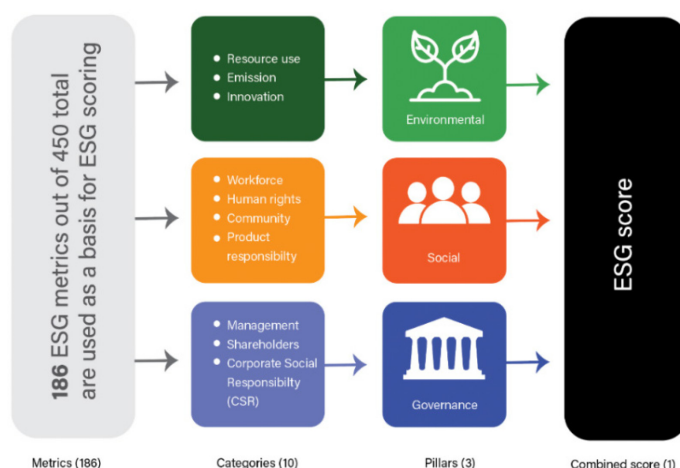 186 ESG metrics out of 450 total
are used as a basis for ESG scoring
Resource use
Emission
Innovation
Environmental
Workforce
Human rights
Community
Product
responsibilty
Social
Management
Shareholders
Corporate Social
Responsibilty
(CSR)
Governance
ESG score
Metrics (186)
Categories (10)
Pillars (3)
Combined score (1)